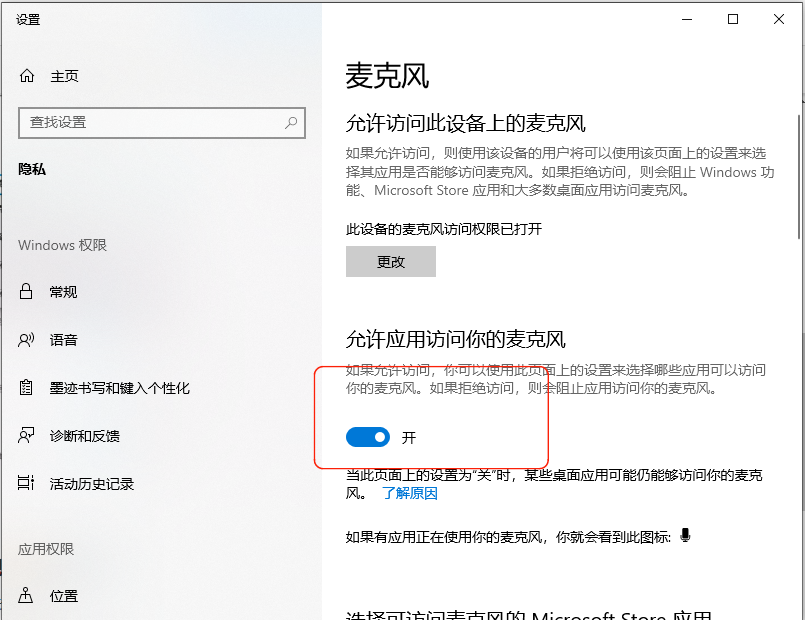 设置
主页
查找设置
隐私
Windows 权限
常规
语音
墨迹书写和键入个性化
诊断和反馈
活动历史记录
应用权限
位置
麦克风
允许访问此设备上的麦克风
如果允许访问，则使用该设备的用户将可以使用该页面上的设置来选
择其应用是否能够访问麦克风。如果拒绝访问，则会阻止 Windows 功
能、Microsoft Store 应用和大多数桌面应用访问麦克风。
此设备的麦克风访问权限已打开
更改
允许应用访问你的麦克风
如果允许访问，你可以使用此页面上的设置来选择哪些应用可以访问
你的麦克风。如果拒绝访问，则会阻止应用访问你的麦克风。
开
当此页面上的设置为"关"时，某些桌面应用可能仍能够访问你的麦克
风。 了解原因
如果有应用正在使用你的麦克风，你就会看到此图标:
选择可访问麦克风的 Microsoft Store 应用